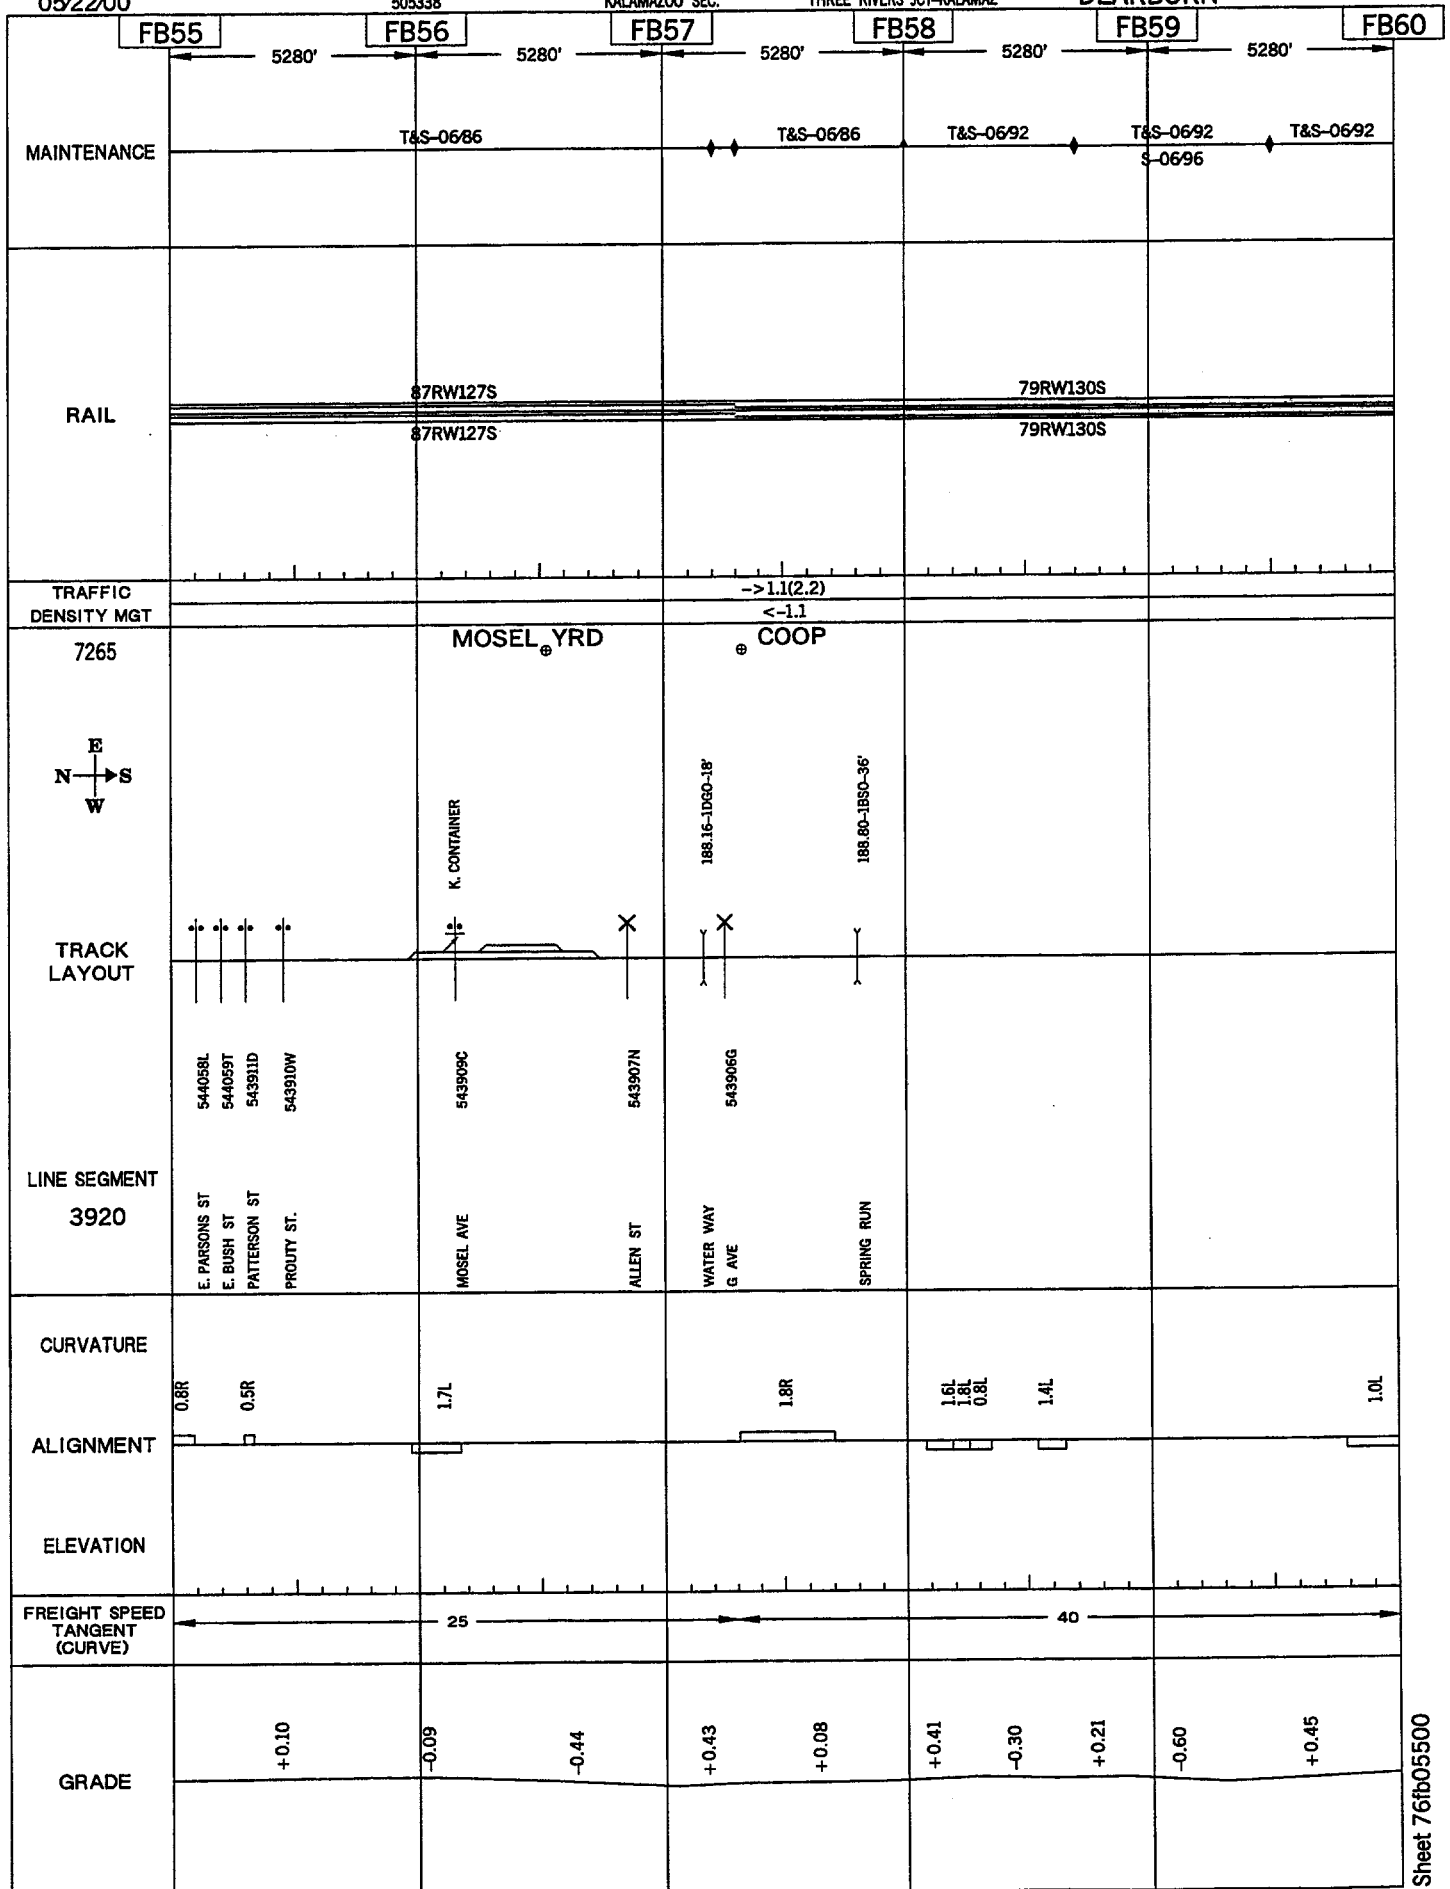 05/22/00 505338 KALAMAZOO SEC. THREE RIVERS JCT-KALAMAZ DEARBORN
FB55 FB56 FB57 FB58 FB59 FB60
5280' 5280' 5280' 5280' 5280'
MAINTENANCE
T&S-06/86 T&S-06/86 T&S-06/92 T&S-06/92 T&S-06/92
S-06/96
RAIL
87RW127S 79RW130S
87RW127S 79RW130S
TRAFFIC
DENSITY MGT
->1.1(2.2)
<-1.1
7265
MOSEL YRD COOP
E
N S
W
K. CONTAINER
188.16-1DGO-18'
188.80-1BSO-36'
TRACK
LAYOUT
544058L
544059T
543911D
543910W
543909C
543907N
543906G
LINE SEGMENT
3920
E. PARSONS ST
E. BUSH ST
PATTERSON ST
PROUTY ST.
MOSEL AVE
ALLEN ST
WATER WAY
G AVE
SPRING RUN
CURVATURE
0.8R 0.5R 1.7L 1.8R 1.6L 1.8L 0.8L 1.4L 1.0L
ALIGNMENT
ELEVATION
FREIGHT SPEED
TANGENT
(CURVE)
25 40
GRADE
+0.10 -0.09 -0.44 +0.43 +0.08 +0.41 -0.30 +0.21 -0.60 +0.45
Sheet 76fb05500